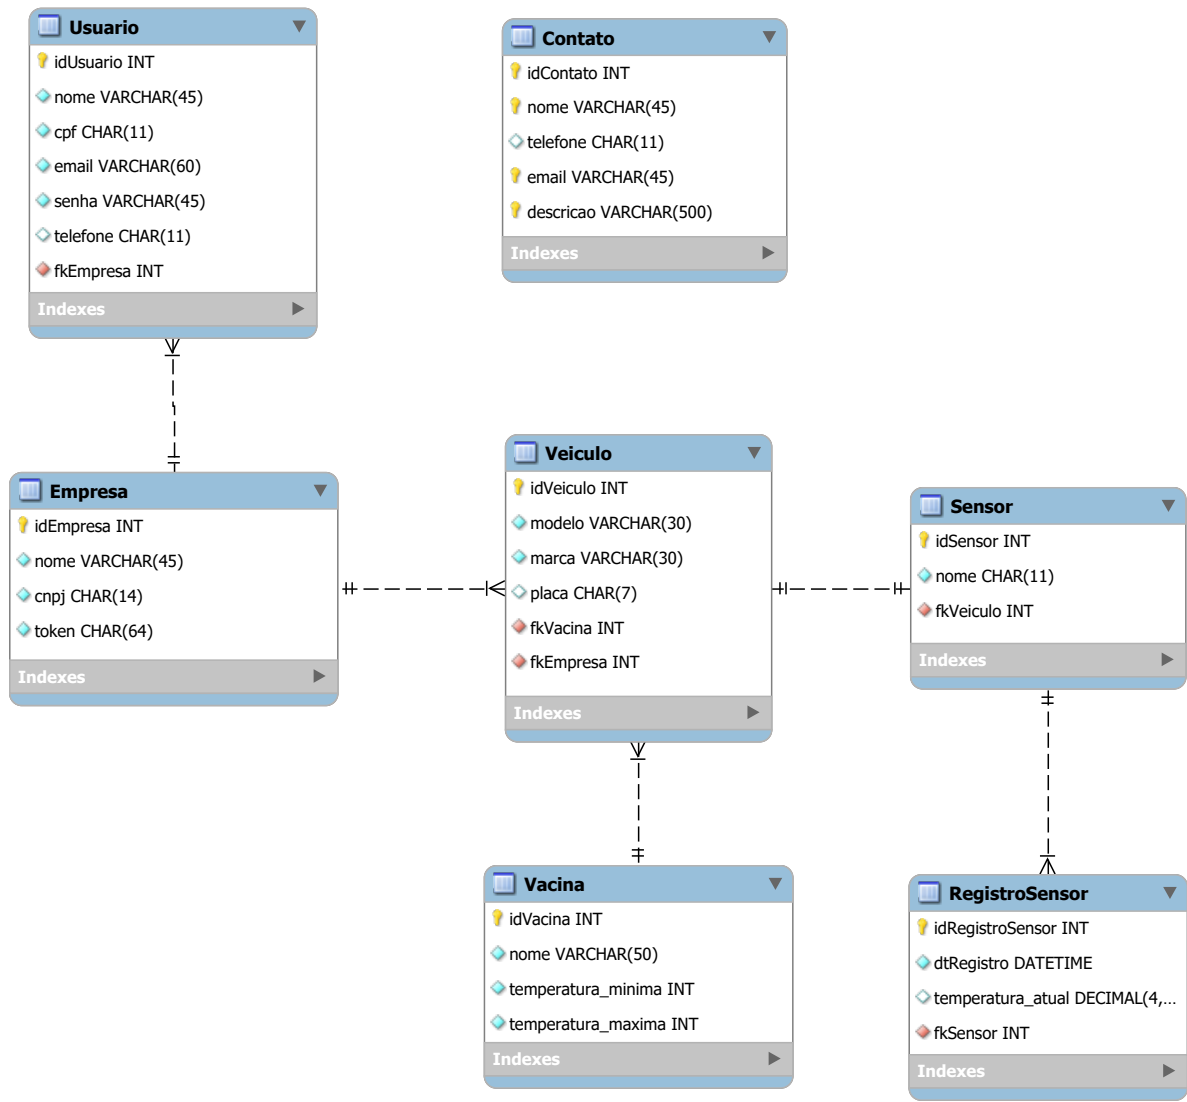 Usuario
idUsuario INT
nome VARCHAR(45)
cpf CHAR(11)
email VARCHAR(60)
senha VARCHAR(45)
telefone CHAR(11)
fkEmpresa INT
Indexes
Contato
idContato INT
nome VARCHAR(45)
telefone CHAR(11)
email VARCHAR(45)
descricao VARCHAR(500)
Indexes
Empresa
idEmpresa INT
nome VARCHAR(45)
cnpj CHAR(14)
token CHAR(64)
Indexes
Veiculo
idVeiculo INT
modelo VARCHAR(30)
marca VARCHAR(30)
placa CHAR(7)
fkVacina INT
fkEmpresa INT
Indexes
Sensor
idSensor INT
nome CHAR(11)
fkVeiculo INT
Indexes
Vacina
idVacina INT
nome VARCHAR(50)
temperatura_minima INT
temperatura_maxima INT
Indexes
RegistroSensor
idRegistroSensor INT
dtRegistro DATETIME
temperatura_atual DECIMAL(4,...
fkSensor INT
Indexes